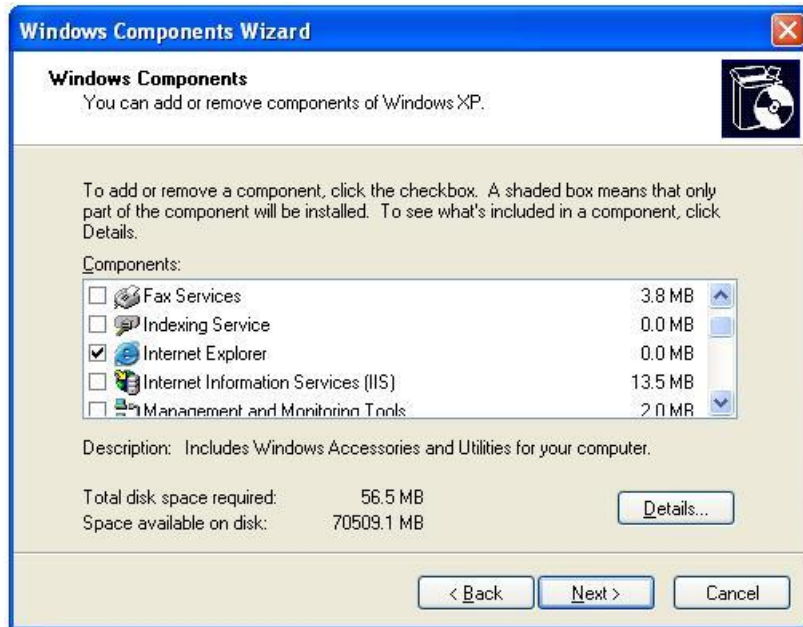 Windows Components Wizard
Windows Components
You can add or remove components of Windows XP.
To add or remove a component, click the checkbox. A shaded box means that only
part of the component will be installed. To see what's included in a component, click
Details.
Components:
Fax Services 3.8 MB
Indexing Service 0.0 MB
Internet Explorer 0.0 MB
Internet Information Services (IIS) 13.5 MB
Management and Monitoring Tools 2.0 MB
Description: Includes Windows Accessories and Utilities for your computer.
Total disk space required: 56.5 MB
Space available on disk: 70509.1 MB
Details...
< Back Next > Cancel